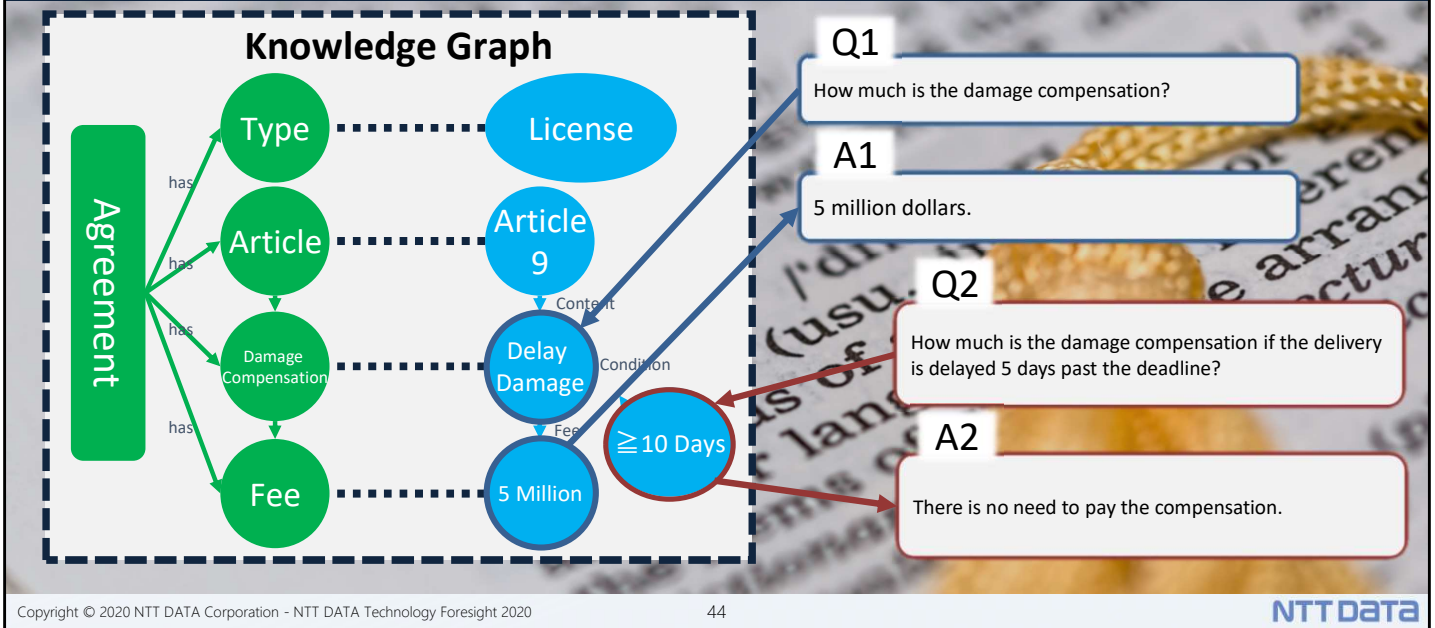 Knowledge Graph
Agreement
has
has
has
has
Type
License
Article
Article
9
Content
Damage
Compensation
Delay
Damage
Condition
Fee
≧10 Days
Fee
5 Million
Q1
How much is the damage compensation?
A1
5 million dollars.
Q2
How much is the damage compensation if the delivery
is delayed 5 days past the deadline?
A2
There is no need to pay the compensation.
(usu.
Copyright © 2020 NTT DATA Corporation - NTT DATA Technology Foresight 2020
44
NTT DATA